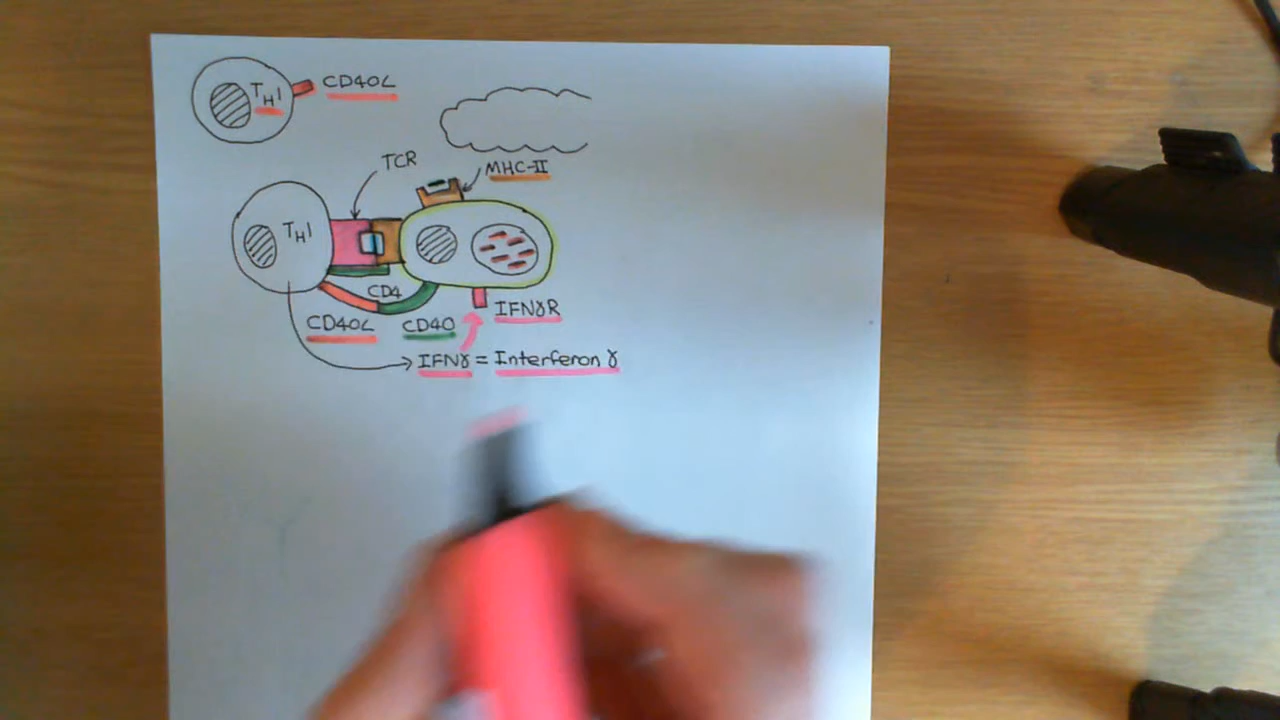 TH1 CD40L
TCR
MHC-II
TH1
CD4
IFNγR
CD40L CD40
IFNγ = Interferon γ